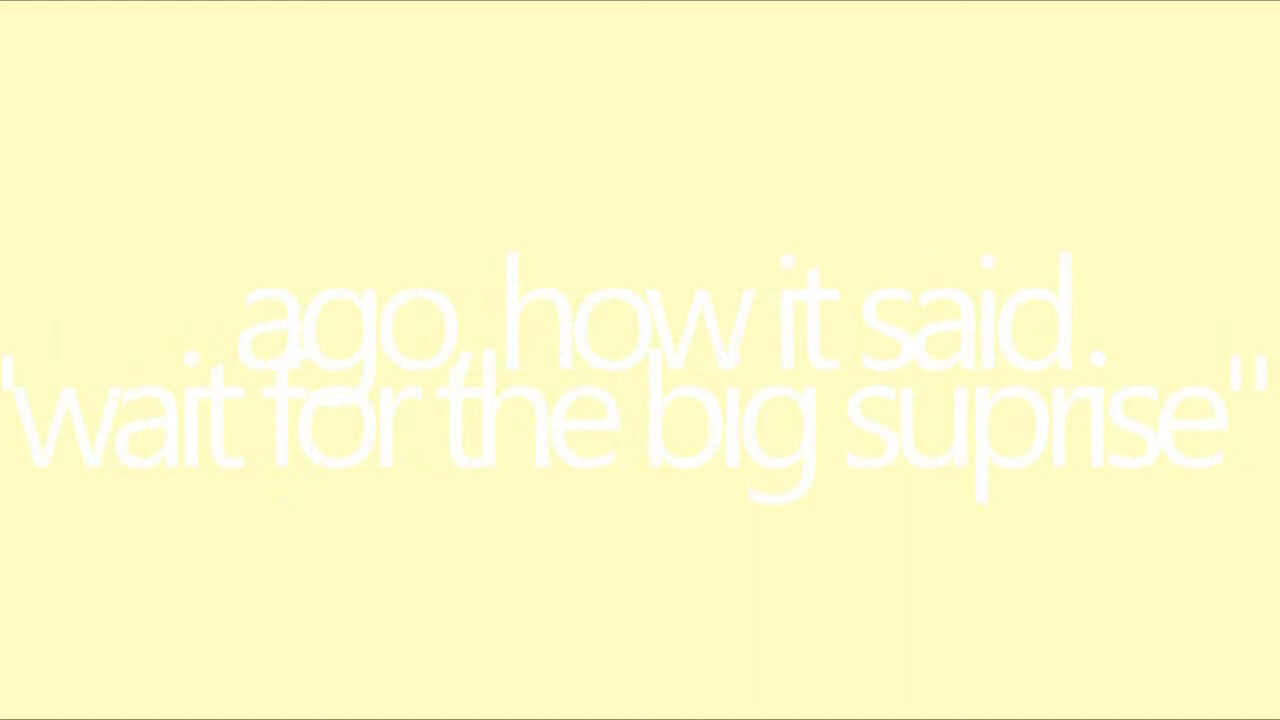 ago, how it said.
"wait for the big suprise"